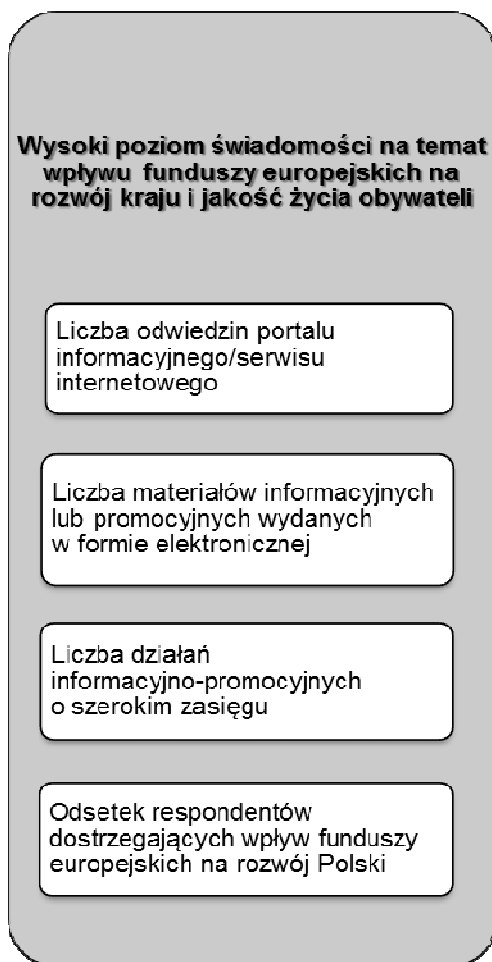 Wysoki poziom świadomości na temat
wpływu funduszy europejskich na
rozwój kraju i jakość życia obywateli
Liczba odwiedzin portalu
informacyjnego/serwisu
internetowego
Liczba materiałów informacyjnych
lub promocyjnych wydanych
w formie elektronicznej
Liczba działań
informacyjno-promocyjnych
o szerokim zasięgu
Odsetek respondentów
dostrzegających wpływ funduszy
europejskich na rozwój Polski